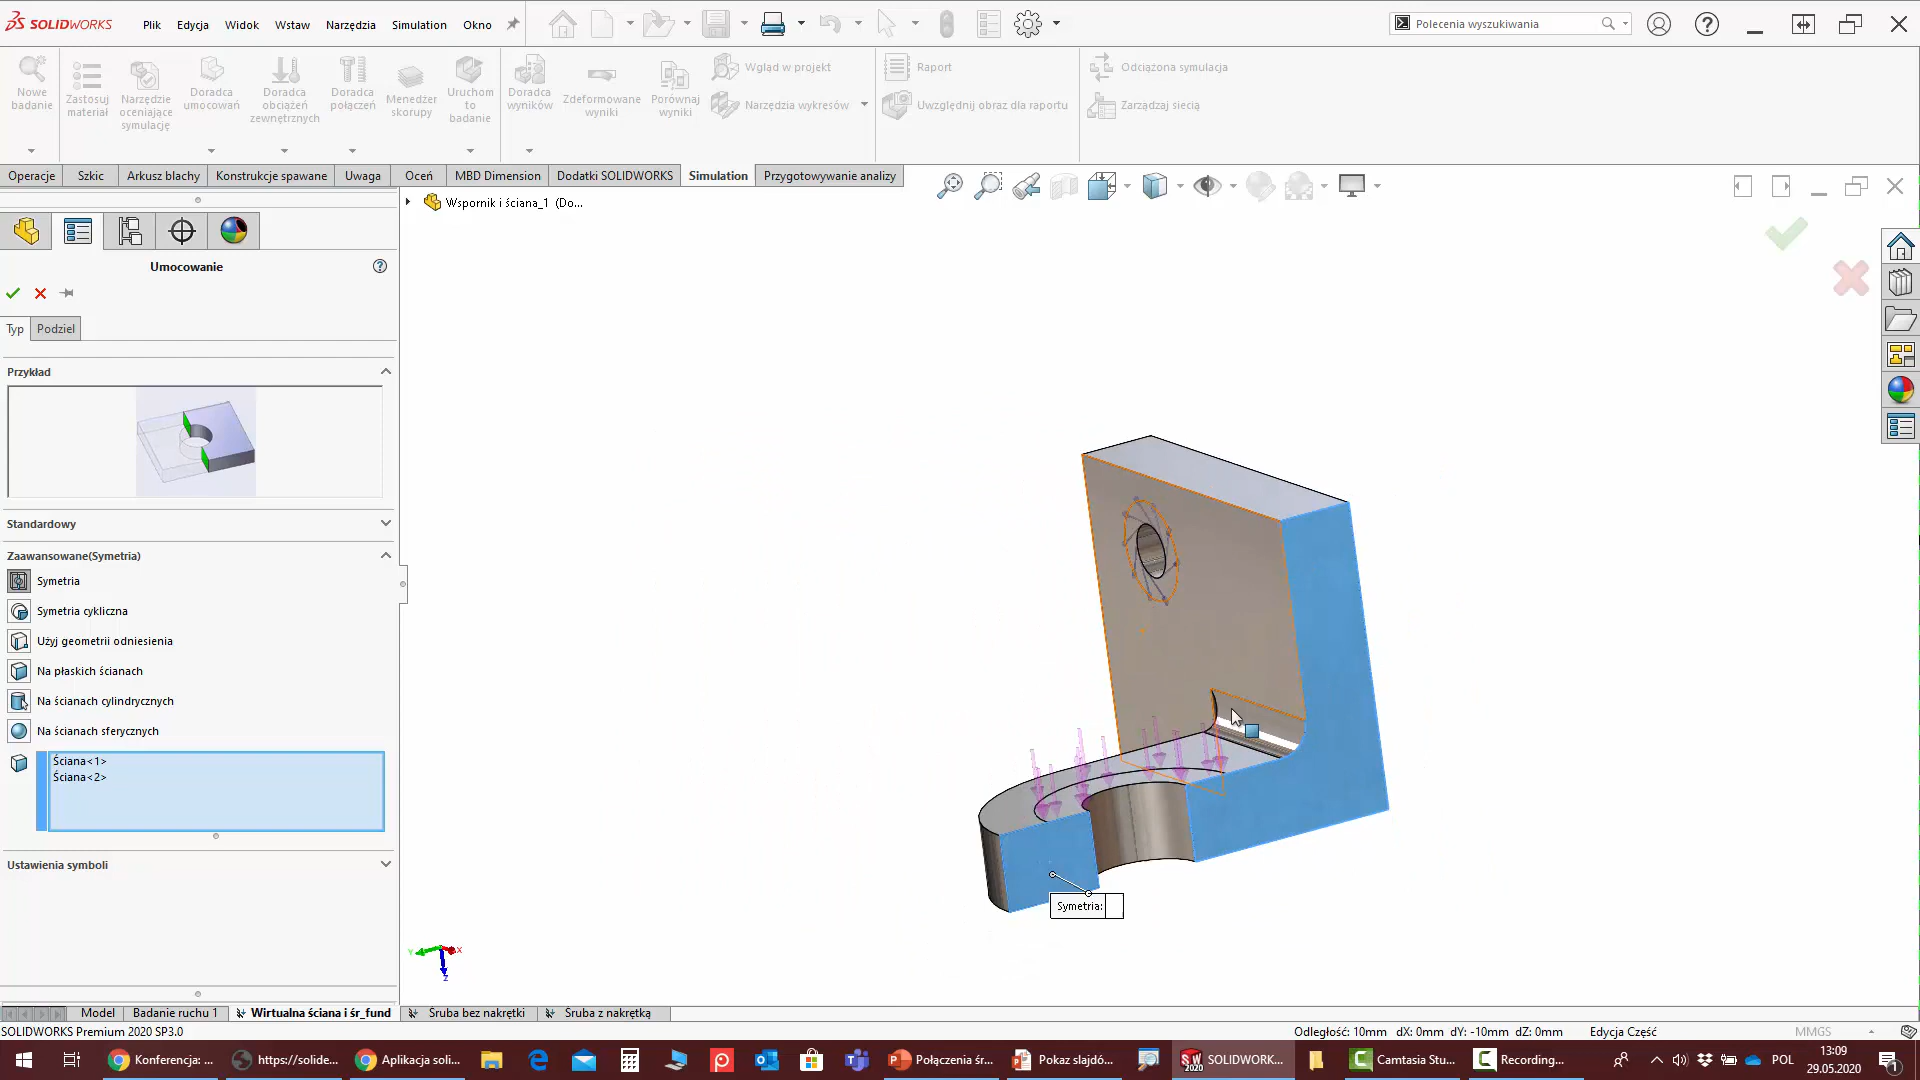 SOLIDWORKS Plik Edycja Widok Wstaw Narzędzia Simulation Okno
Polecenia wyszukiwania
Nowe badanie
Zastosuj materiał
Narzędzie oceniające symulację
Doradca umocowań
Doradca obciążeń zewnętrznych
Doradca połączeń
Menedżer skorupy
Uruchom to badanie
Doradca wyników
Zdeformowane wyniki
Porównaj wyniki
Wgląd w projekt
Narzędzia wykresów
Raport
Uwzględnij obraz dla raportu
Odciążona symulacja
Zarządzaj siecią
Operacje Szkic Arkusz blachy Konstrukcje spawane Uwaga Oceń MBD Dimension Dodatki SOLIDWORKS Simulation Przygotowywanie analizy
Wspornik i ściana_1 (Do...
Umocowanie
Typ Podziel
Przykład
Standardowy
Zaawansowane(Symetria)
Symetria
Symetria cykliczna
Użyj geometrii odniesienia
Na płaskich ścianach
Na ścianach cylindrycznych
Na ścianach sferycznych
Ściana<1>
Ściana<2>
Ustawienia symboli
Symetria:
Y X
Z
Model Badanie ruchu 1 Wirtualna ściana i śr_fund Śruba bez nakrętki Śruba z nakrętką
SOLIDWORKS Premium 2020 SP3.0
Odległość: 10mm dX: 0mm dY: -10mm dZ: 0mm Edycja Część MMGS
Konferencja: ... https://solide... Aplikacja soli... Połączenia śr... Pokaz slajdó... SOLIDWORK... Camtasia Stu... Recording... POL
13:09
29.05.2020